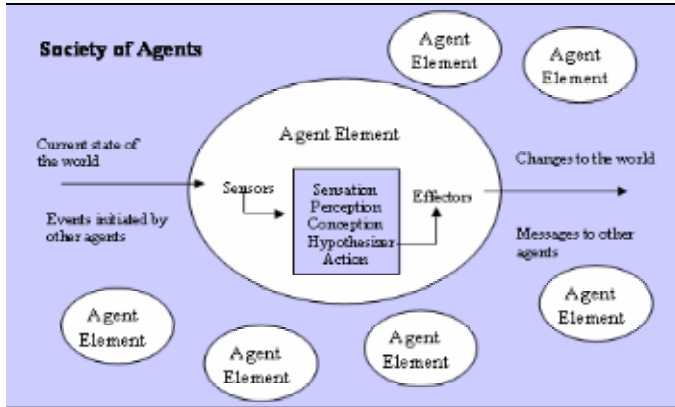 Society of Agents
Agent
Element
Agent
Element
Agent Element
Current state of
the world
Sensors
Sensation
Perception
Conception
Hypothesizer
Action
Effectors
Changes to the world
Events initiated by
other agents
Messages to other
agents
Agent
Element
Agent
Element
Agent
Element
Agent
Element